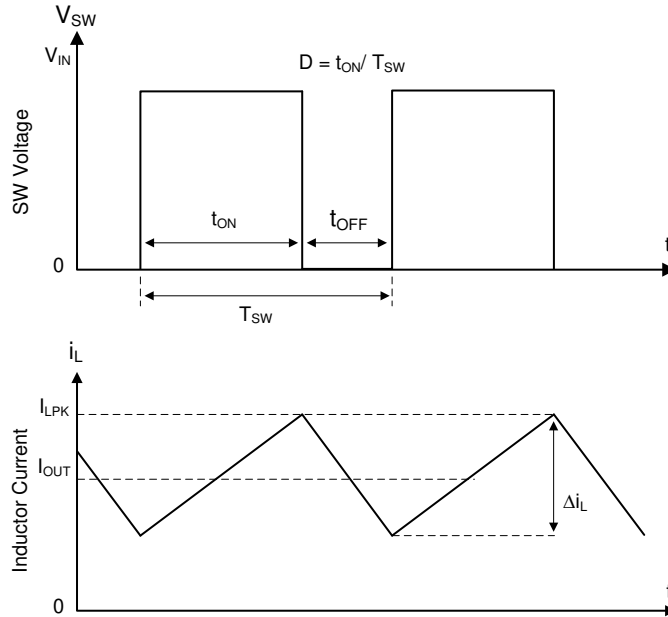 VSW
VIN
D = tON/ TSW
SW Voltage
tON
tOFF
0
t
TSW
iL
ILPK
IOUT
Inductor Current
ΔiL
0
t